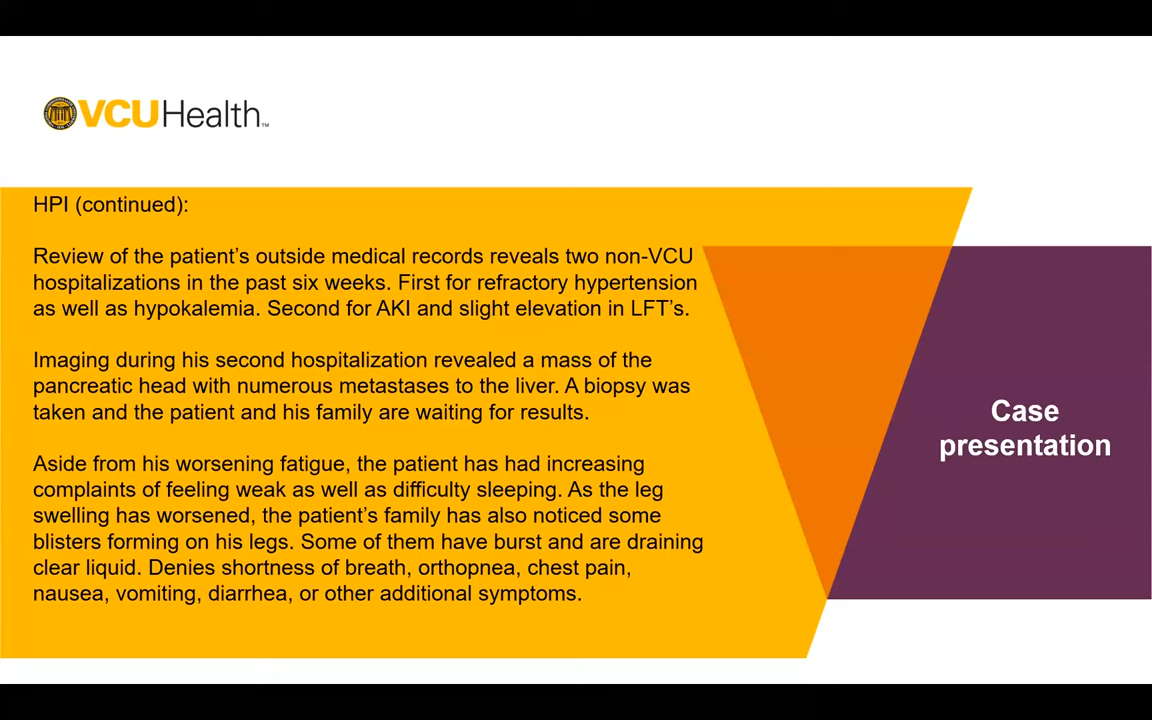 VCUHealth™
HPI (continued):
Review of the patient's outside medical records reveals two non-VCU
hospitalizations in the past six weeks. First for refractory hypertension
as well as hypokalemia. Second for AKI and slight elevation in LFT's.
Imaging during his second hospitalization revealed a mass of the
pancreatic head with numerous metastases to the liver. A biopsy was
taken and the patient and his family are waiting for results.
Aside from his worsening fatigue, the patient has had increasing
complaints of feeling weak as well as difficulty sleeping. As the leg
swelling has worsened, the patient's family has also noticed some
blisters forming on his legs. Some of them have burst and are draining
clear liquid. Denies shortness of breath, orthopnea, chest pain,
nausea, vomiting, diarrhea, or other additional symptoms.
Case
presentation